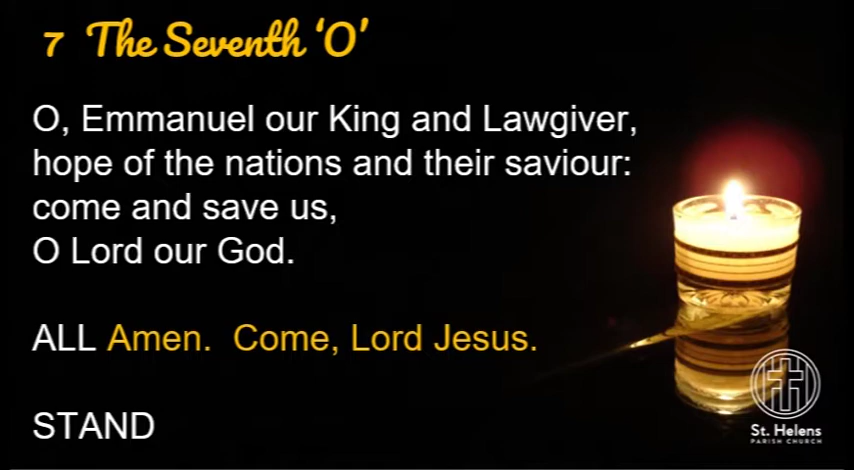 7 The Seventh ‘O’
O, Emmanuel our King and Lawgiver,
hope of the nations and their saviour:
come and save us,
O Lord our God.
ALL Amen. Come, Lord Jesus.
STAND
St. Helens
PARISH CHURCH